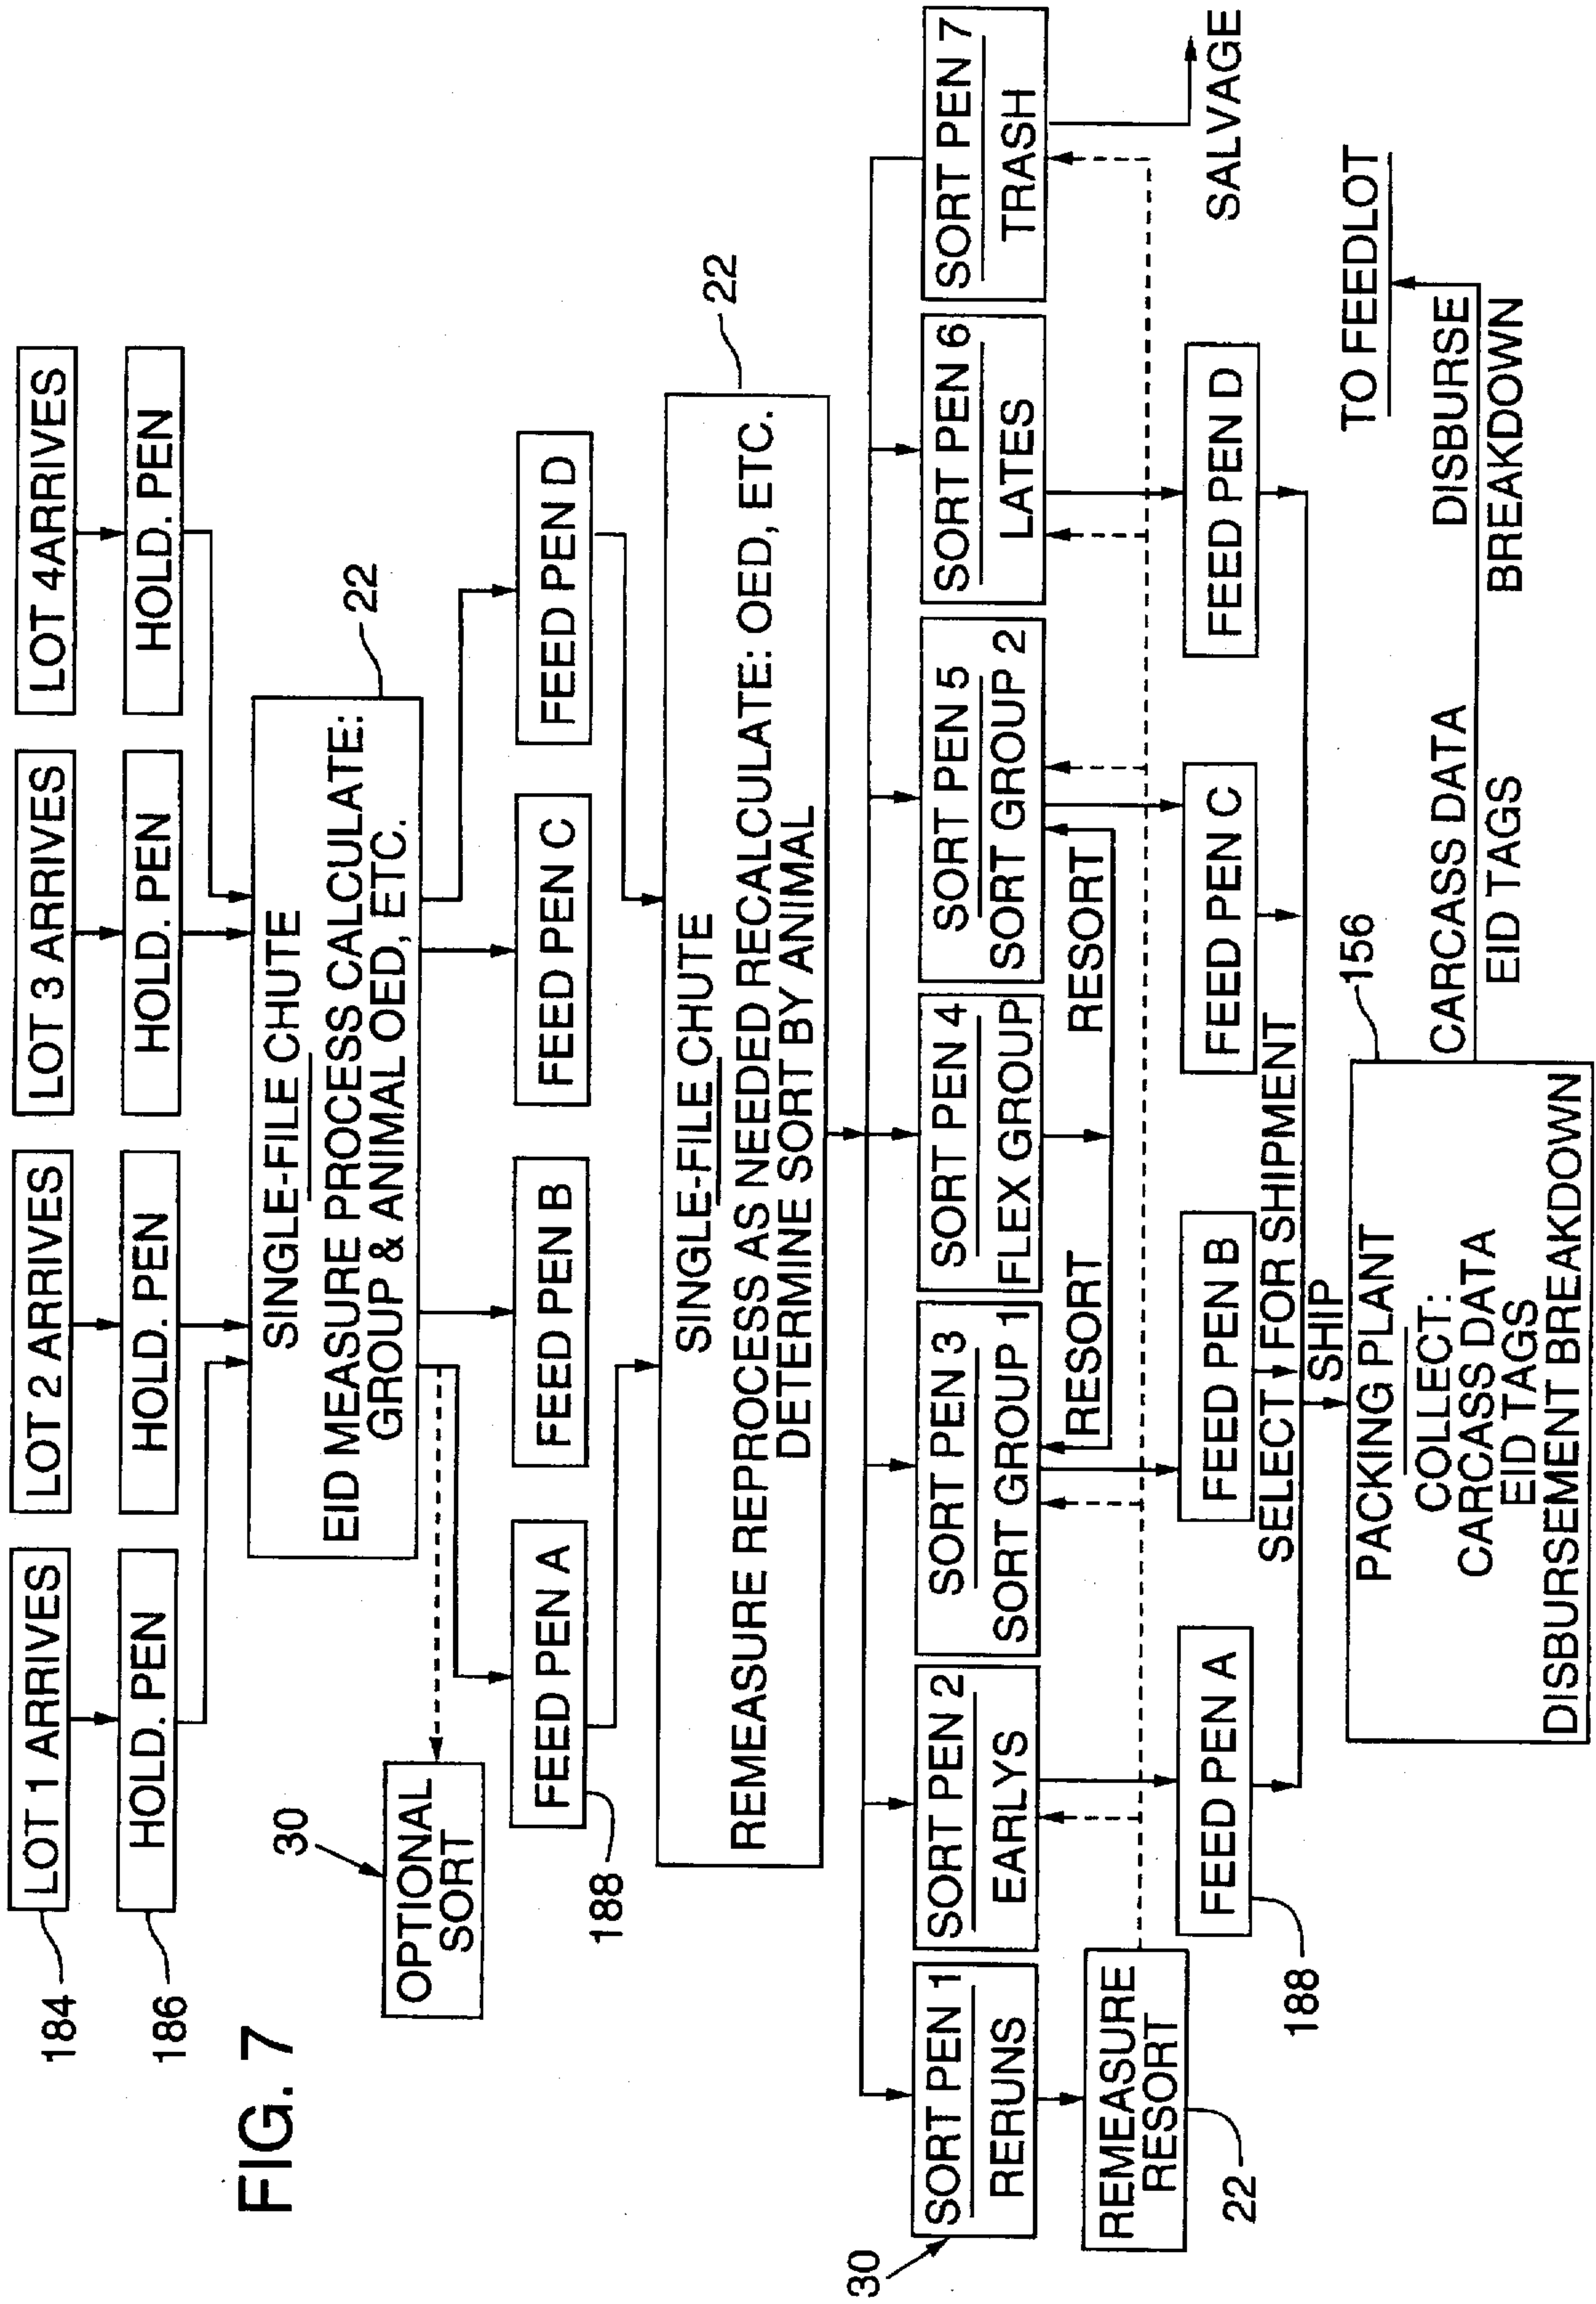 FIG. 7
184
LOT 1 ARRIVES
LOT 2 ARRIVES
LOT 3 ARRIVES
LOT 4ARRIVES
186
HOLD. PEN
HOLD. PEN
HOLD. PEN
HOLD. PEN
SINGLE-FILE CHUTE
EID MEASURE PROCESS CALCULATE:
GROUP & ANIMAL OED, ETC.
22
30
OPTIONAL
SORT
188
FEED PEN A
FEED PEN B
FEED PEN C
FEED PEN D
SINGLE-FILE CHUTE
REMEASURE REPROCESS AS NEEDED RECALCULATE: OED, ETC.
DETERMINE SORT BY ANIMAL
22
30
SORT PEN 1
RERUNS
SORT PEN 2
EARLYS
SORT PEN 3
SORT GROUP 1
SORT PEN 4
FLEX GROUP
SORT PEN 5
SORT GROUP 2
SORT PEN 6
LATES
SORT PEN 7
TRASH
RESORT
RESORT
REMEASURE
RESORT
22
188
FEED PEN A
FEED PEN B
FEED PEN C
FEED PEN D
SALVAGE
SELECT FOR SHIPMENT
SHIP
156
PACKING PLANT
COLLECT:
CARCASS DATA
EID TAGS
DISBURSEMENT BREAKDOWN
CARCASS DATA
EID TAGS
DISBURSE
BREAKDOWN
TO FEEDLOT